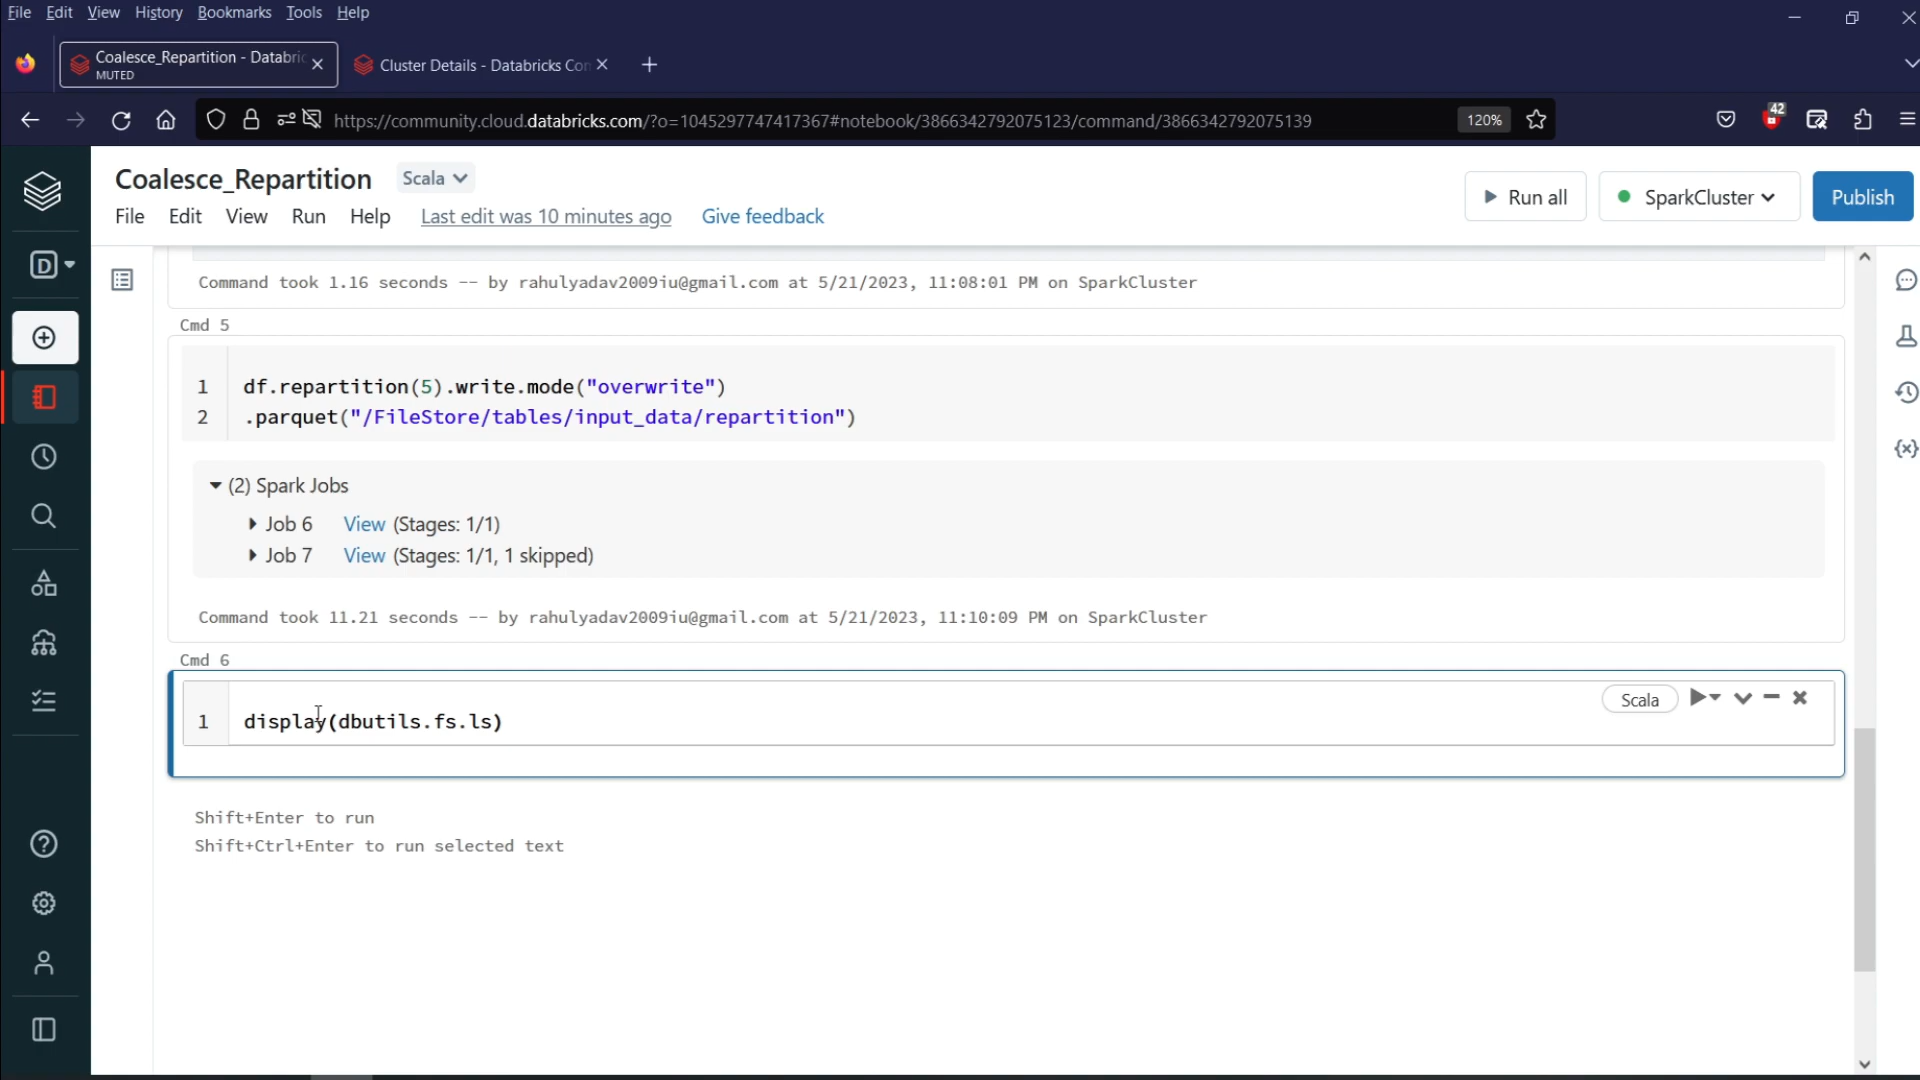 File Edit View History Bookmarks Tools Help
Coalesce_Repartition - Databric
MUTED
Cluster Details - Databricks Con
https://community.cloud.databricks.com/?o=1045297747417367#notebook/3866342792075123/command/3866342792075139
120%
42
Coalesce_Repartition Scala
File Edit View Run Help Last edit was 10 minutes ago Give feedback
Run all SparkCluster Publish
D
Command took 1.16 seconds -- by rahulyadav2009iu@gmail.com at 5/21/2023, 11:08:01 PM on SparkCluster
Cmd 5
1 df.repartition(5).write.mode("overwrite")
2 .parquet("/FileStore/tables/input_data/repartition")
(2) Spark Jobs
Job 6 View (Stages: 1/1)
Job 7 View (Stages: 1/1, 1 skipped)
Command took 11.21 seconds -- by rahulyadav2009iu@gmail.com at 5/21/2023, 11:10:09 PM on SparkCluster
Cmd 6
Scala
1 display(dbutils.fs.ls)
Shift+Enter to run
Shift+Ctrl+Enter to run selected text